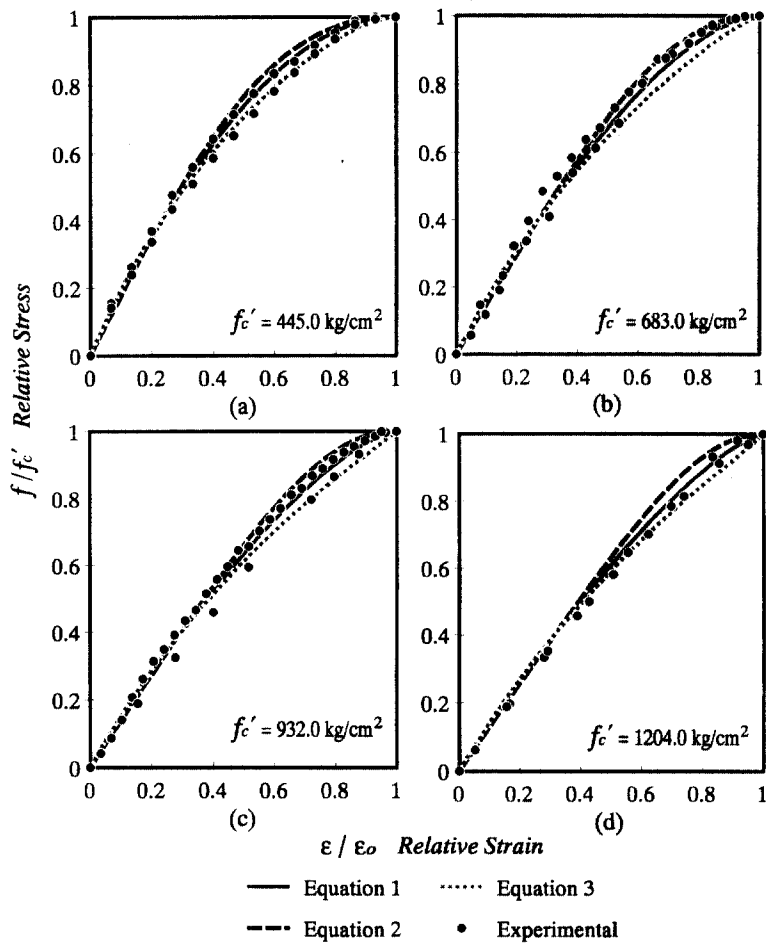 1
0.8
0.6
0.4
0.2
0
0 0.2 0.4 0.6 0.8 1
fc′ = 445.0 kg/cm²
(a)
1
0.8
0.6
0.4
0.2
0
0 0.2 0.4 0.6 0.8 1
fc′ = 683.0 kg/cm²
(b)
f / fc′ Relative Stress
1
0.8
0.6
0.4
0.2
0
0 0.2 0.4 0.6 0.8 1
fc′ = 932.0 kg/cm²
(c)
1
0.8
0.6
0.4
0.2
0
0 0.2 0.4 0.6 0.8 1
fc′ = 1204.0 kg/cm²
(d)
ε / εo Relative Strain
Equation 1
Equation 3
Equation 2
Experimental